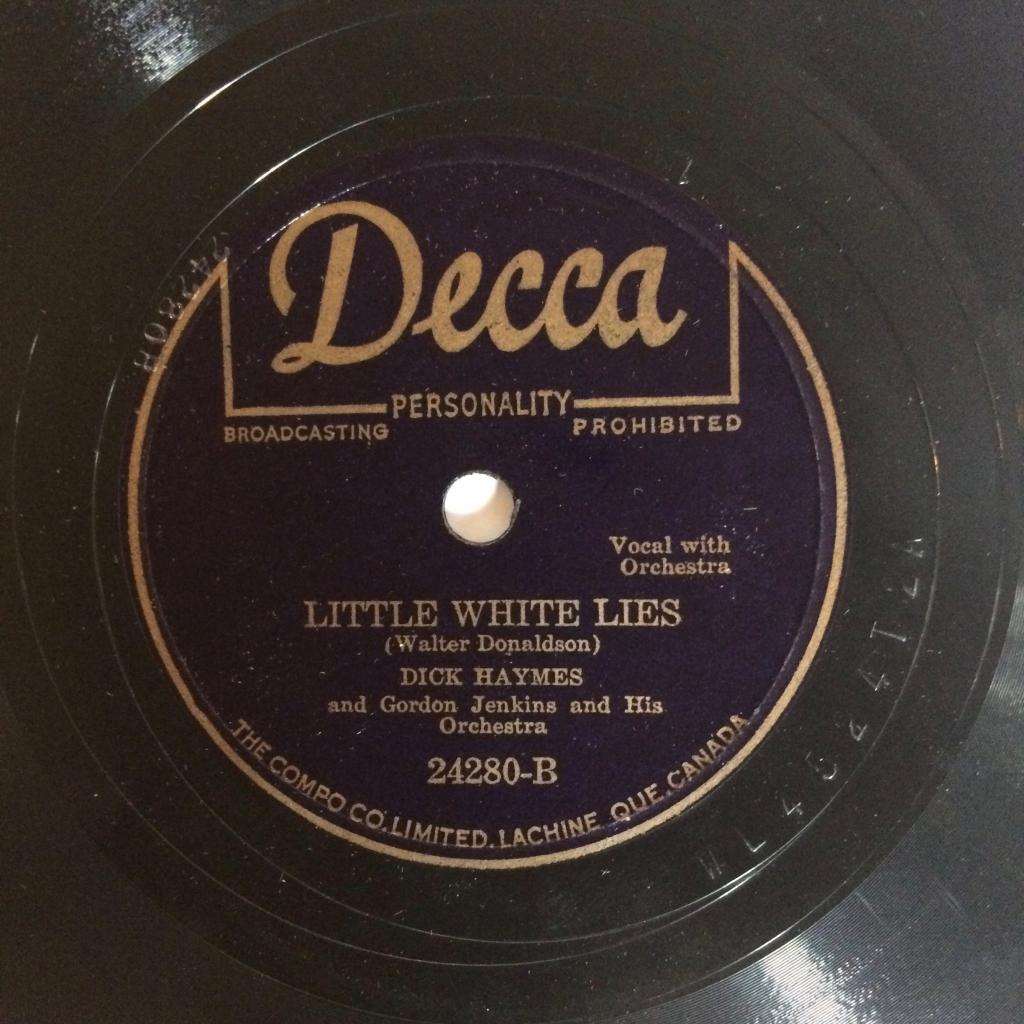 Decca
PERSONALITY
BROADCASTING PROHIBITED
Vocal with
Orchestra
LITTLE WHITE LIES
(Walter Donaldson)
DICK HAYMES
and Gordon Jenkins and His
Orchestra
24280-B
THE COMPO CO. LIMITED. LACHINE QUE. CANADA